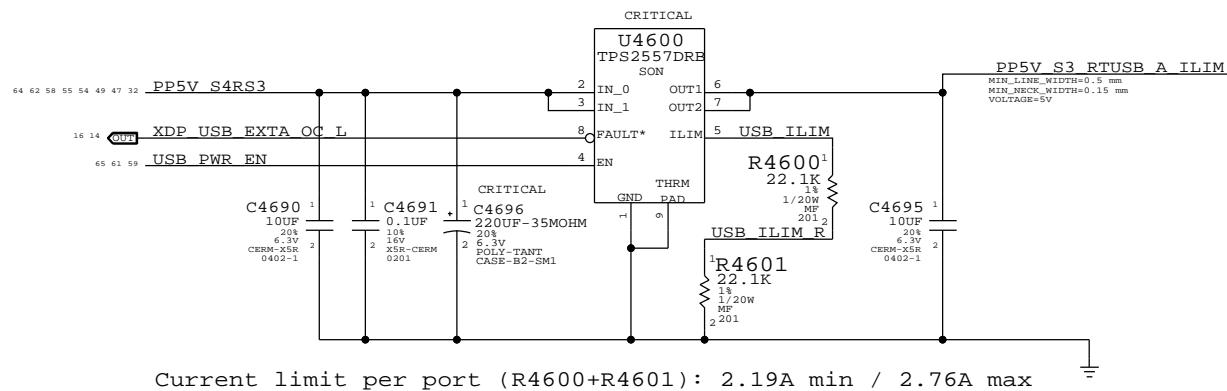 CRITICAL
U4600
TPS2557DRB
SON
PP5V_S4RS3
64 62 58 55 54 49 47 32
2 IN_0
3 IN_1
OUT1 6
OUT2 7
PP5V_S3_RTUSB_A_ILIM
MIN_LINE_WIDTH=0.5 mm
MIN_NECK_WIDTH=0.15 mm
VOLTAGE=5V
16 14 OUT XDP_USB_EXTA_OC_L
8 FAULT*
ILIM 5
USB_ILIM
65 61 59 USB_PWR_EN
4 EN
GND
1
THRM
PAD
9
R4600
1
22.1K
1%
1/20W
MF
201
2
USB_ILIM_R
1
R4601
22.1K
1%
1/20W
MF
201
2
C4690
10UF
20%
6.3V
CERM-X5R
0402-1
1
2
C4691
0.1UF
10%
16V
X5R-CERM
0201
1
2
CRITICAL
C4696
220UF-35MOHM
20%
6.3V
POLY-TANT
CASE-B2-SM1
+ 1
2
C4695
10UF
20%
6.3V
CERM-X5R
0402-1
1
2
Current limit per port (R4600+R4601): 2.19A min / 2.76A max